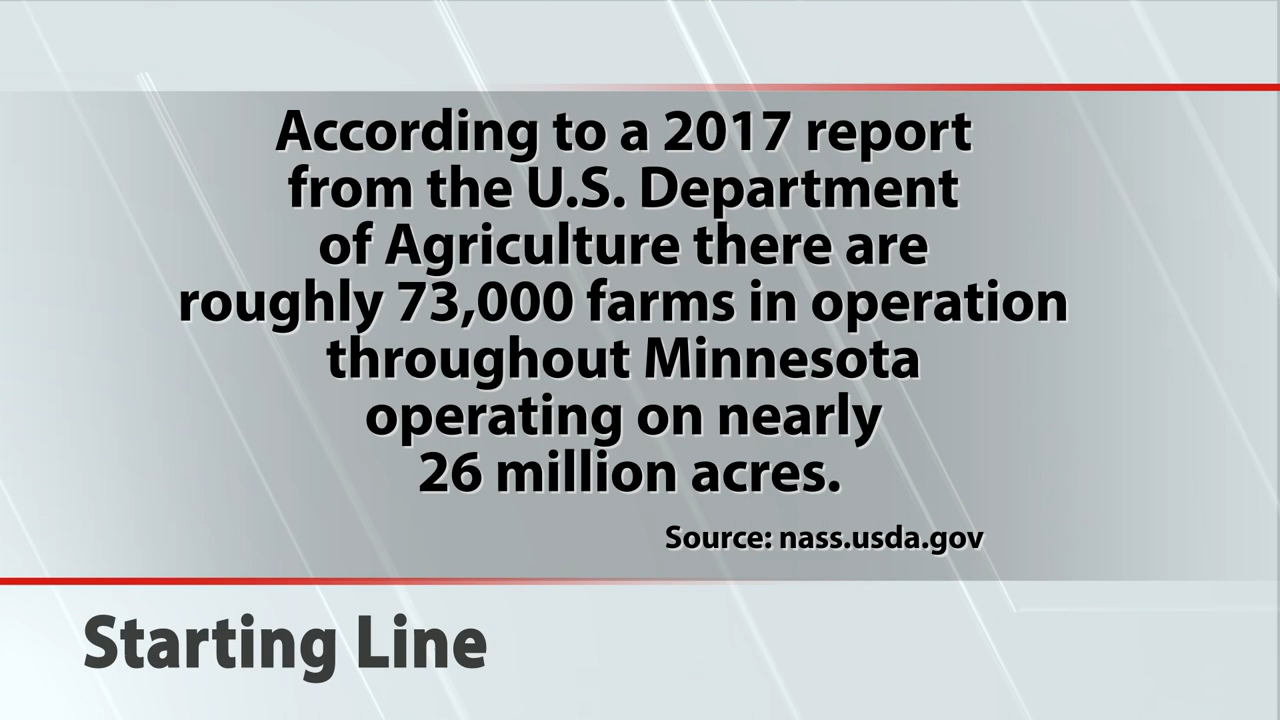 According to a 2017 report
from the U.S. Department
of Agriculture there are
roughly 73,000 farms in operation
throughout Minnesota
operating on nearly
26 million acres.
Source: nass.usda.gov
Starting Line